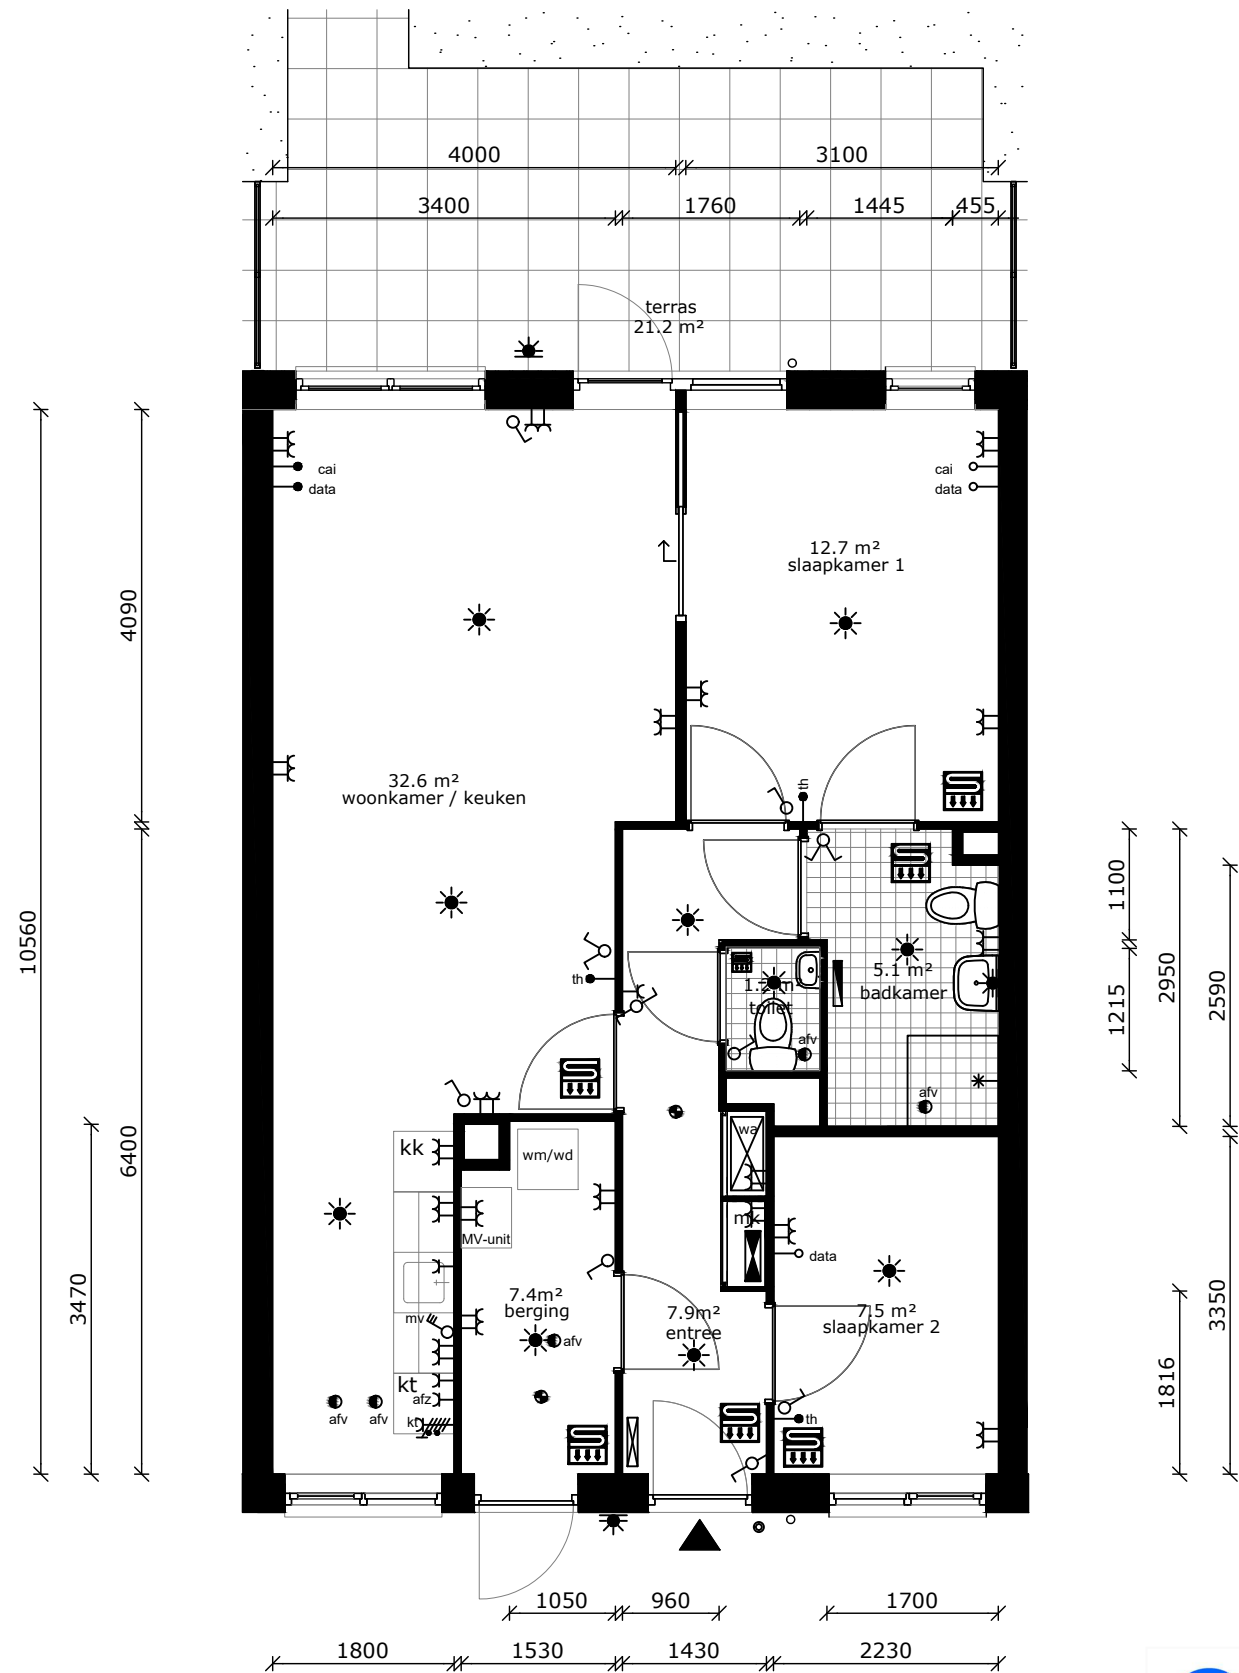 4000
3100
3400
1760
1445
455
terras
21.2 m²
cai
data
cai
data
12.7 m²
slaapkamer 1
4090
32.6 m²
woonkamer / keuken
th
10560
1100
2950
2590
th
5.1 m²
badkamer
toilet
1215
afv
afv
6400
kk
wm/wd
wa
3470
MV-unit
mk
data
7.4m²
berging
7.9m²
entree
7.5 m²
slaapkamer 2
3350
mv
afv
kt
afz
afv
afv
kt
th
1816
1050
960
1700
1800
1530
1430
2230